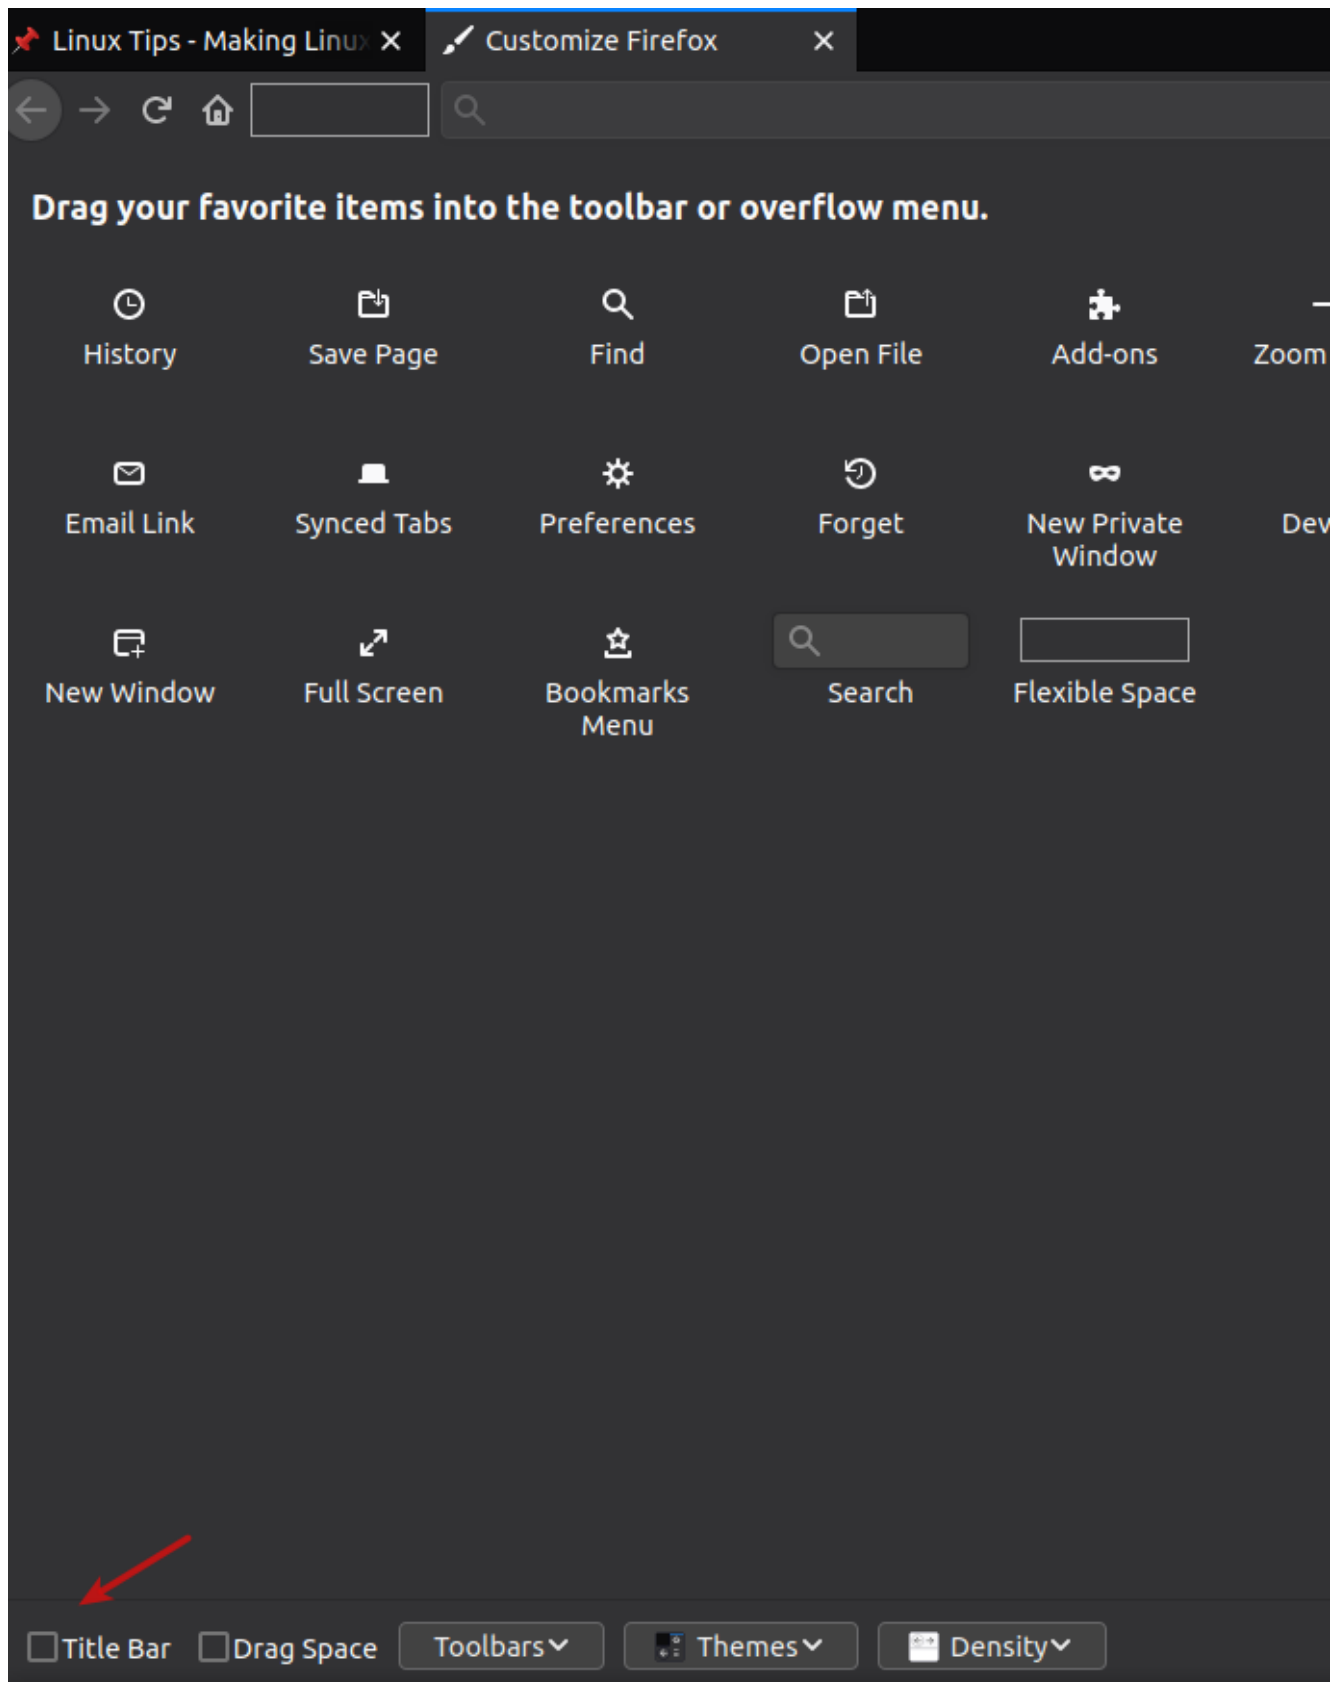 Linux Tips - Making Linux
Customize Firefox
Drag your favorite items into the toolbar or overflow menu.
History Save Page Find Open File Add-ons Zoom
Email Link Synced Tabs Preferences Forget New Private
Window
New Window Full Screen Bookmarks
Menu Search Flexible Space
Title Bar Drag Space Toolbars Themes Density